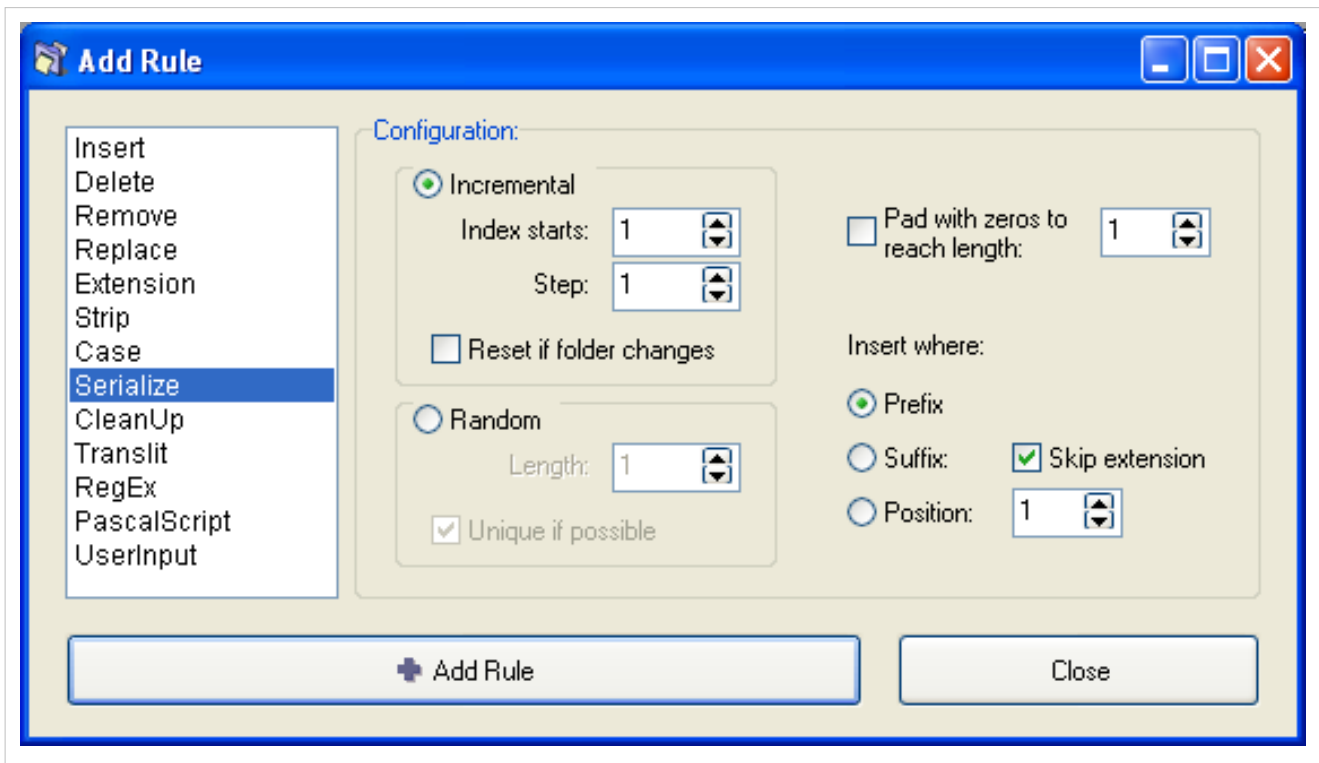 Add Rule
Insert
Delete
Remove
Replace
Extension
Strip
Case
Serialize
CleanUp
Translit
RegEx
PascalScript
UserInput
Configuration:
Incremental
Index starts: 1
Step: 1
Reset if folder changes
Random
Length: 1
Unique if possible
Pad with zeros to
reach length: 1
Insert where:
Prefix
Suffix: Skip extension
Position: 1
Add Rule
Close